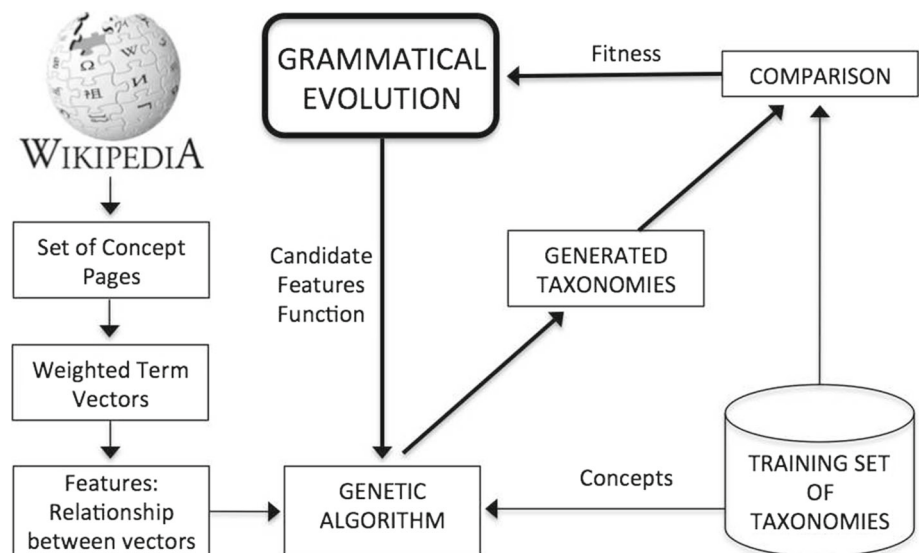 WIKIPEDIA
Set of Concept
Pages
Weighted Term
Vectors
Features:
Relationship
between vectors
GRAMMATICAL
EVOLUTION
Candidate
Features
Function
GENETIC
ALGORITHM
GENERATED
TAXONOMIES
Fitness
COMPARISON
Concepts
TRAINING SET
OF
TAXONOMIES